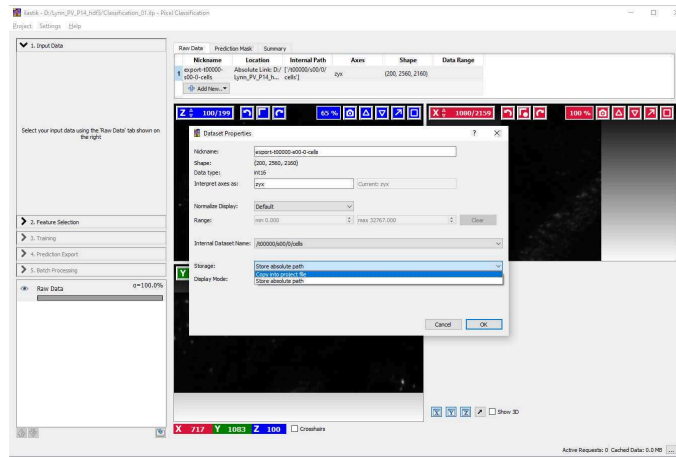 ilastik - D:/Lynn_PV_P14_hdf5/Classification_01.ilp - Pixel Classification
Project Settings Help
1. Input Data
Select your input data using the 'Raw Data' tab shown on
the right
2. Feature Selection
3. Training
4. Prediction Export
5. Batch Processing
Raw Data α=100.0%
Raw Data Prediction Mask Summary
Nickname Location Internal Path Axes Shape Data Range
1 export-t00000-s00-0-cells Absolute Link: D:/Lynn_PV_P14_h... ['/t00000/s00/0/cells'] zyx (200, 2560, 2160)
Add New...
Z 100/199 65 %
X 1080/2159 100 %
Y
Dataset Properties ? X
Nickname: export-t00000-s00-0-cells
Shape: (200, 2560, 2160)
Data type: int16
Interpret axes as: zyx Current: zyx
Normalize Display: Default
Range: min 0.000 max 32767.000 Clear
Internal Dataset Name: /t00000/s00/0/cells
Storage: Store absolute path
Copy into project file
Store absolute path
Display Mode:
Cancel OK
X Y Z Show 3D
X 717 Y 1083 Z 100 Crosshairs
Active Requests: 0 Cached Data: 0.0 MB ...